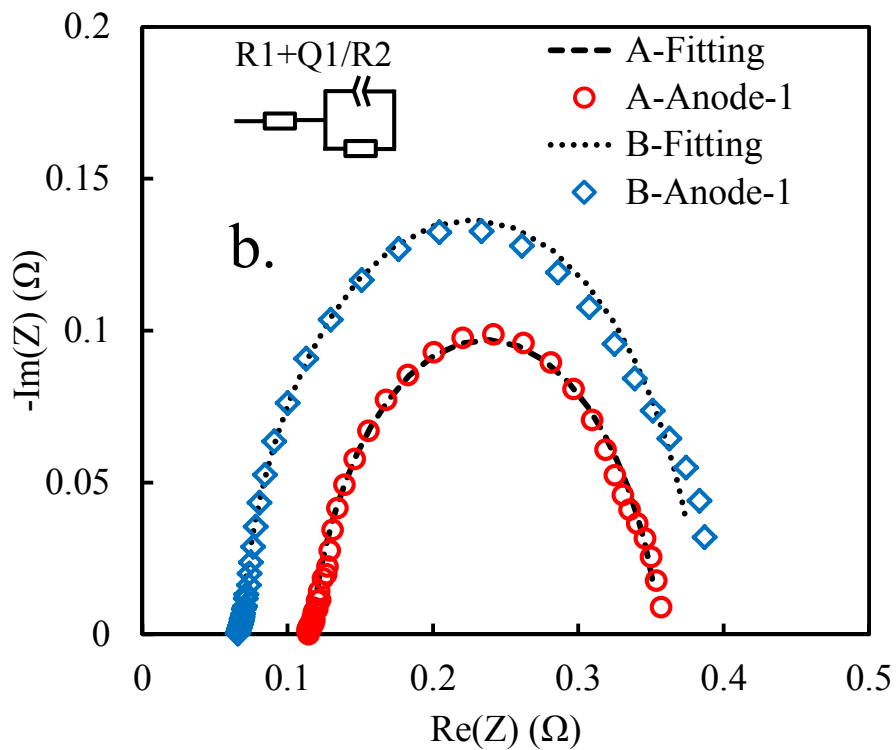 0.2
R1+Q1/R2
A-Fitting
A-Anode-1
B-Fitting
B-Anode-1
0.15
b.
-Im(Z) (Ω)
0.1
0.05
0
0
0.1
0.2
0.3
0.4
0.5
Re(Z) (Ω)